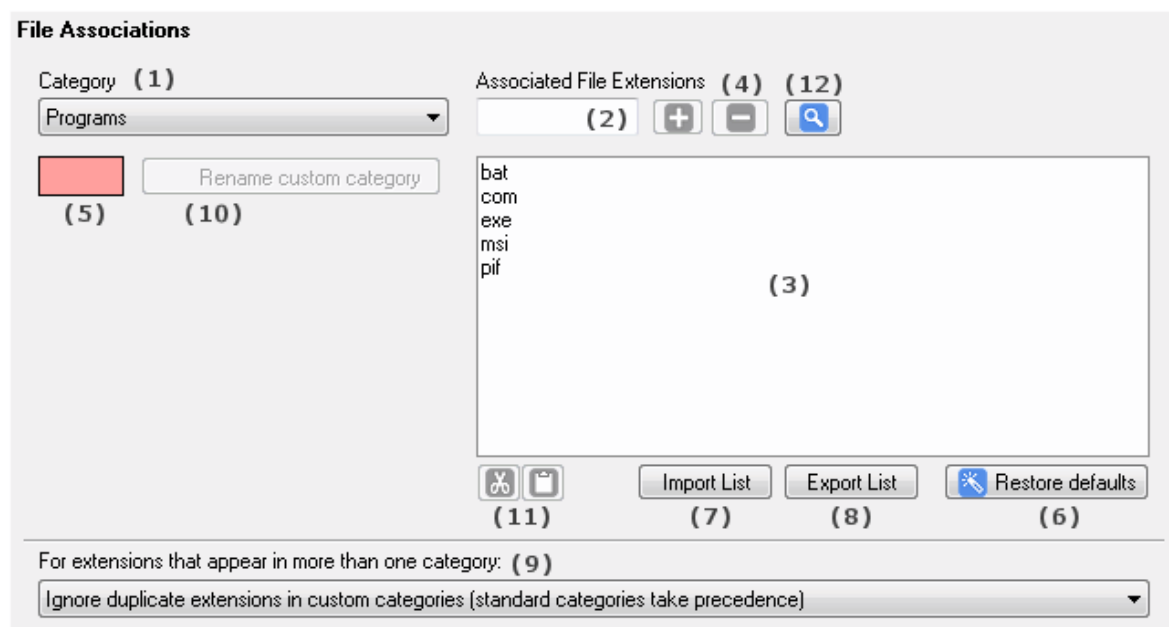 File Associations
Category (1)
Associated File Extensions (4) (12)
Programs
(2)
Rename custom category
(5) (10)
bat
com
exe
msi
pif
(3)
Import List
Export List
Restore defaults
(11) (7) (8) (6)
For extensions that appear in more than one category: (9)
Ignore duplicate extensions in custom categories (standard categories take precedence)